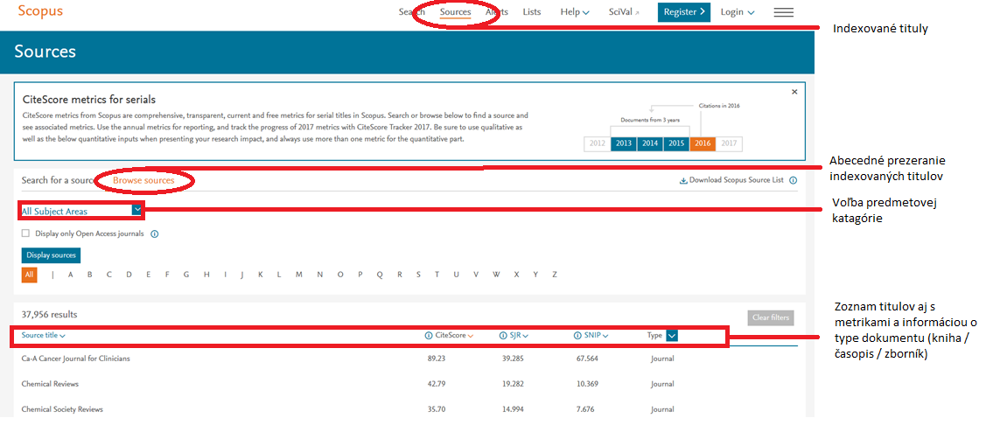 Scopus
Search Sources Alerts Lists Help SciVal Register Login
Indexované tituly
Sources
CiteScore metrics for serials
CiteScore metrics from Scopus are comprehensive, transparent, current and free metrics for serial titles in Scopus. Search or browse below to find a source and
see associated metrics. Use the annual metrics for reporting, and track the progress of 2017 metrics with CiteScore Tracker 2017. Be sure to use qualitative as
well as the below quantitative inputs when presenting your research impact, and always use more than one metric for the quantitative part.
Citations in 2016
Documents from 3 years
2012 2013 2014 2015 2016 2017
Abecedné prezeranie
indexovaných titulov
Search for a source Browse sources
Download Scopus Source List
Voľba predmetovej
katagórie
All Subject Areas
Display only Open Access journals
Display sources
All | A B C D E F G H I J K L M N O P Q R S T U V W X Y Z
37,956 results
Clear filters
Zoznam titulov aj s
metrikami a informáciou o
type dokumentu (kniha /
časopis / zborník)
Source title CiteScore SJR SNIP Type
Ca-A Cancer Journal for Clinicians 89.23 39.285 67.564 Journal
Chemical Reviews 42.79 19.282 10.369 Journal
Chemical Society Reviews 35.70 14.994 7.676 Journal